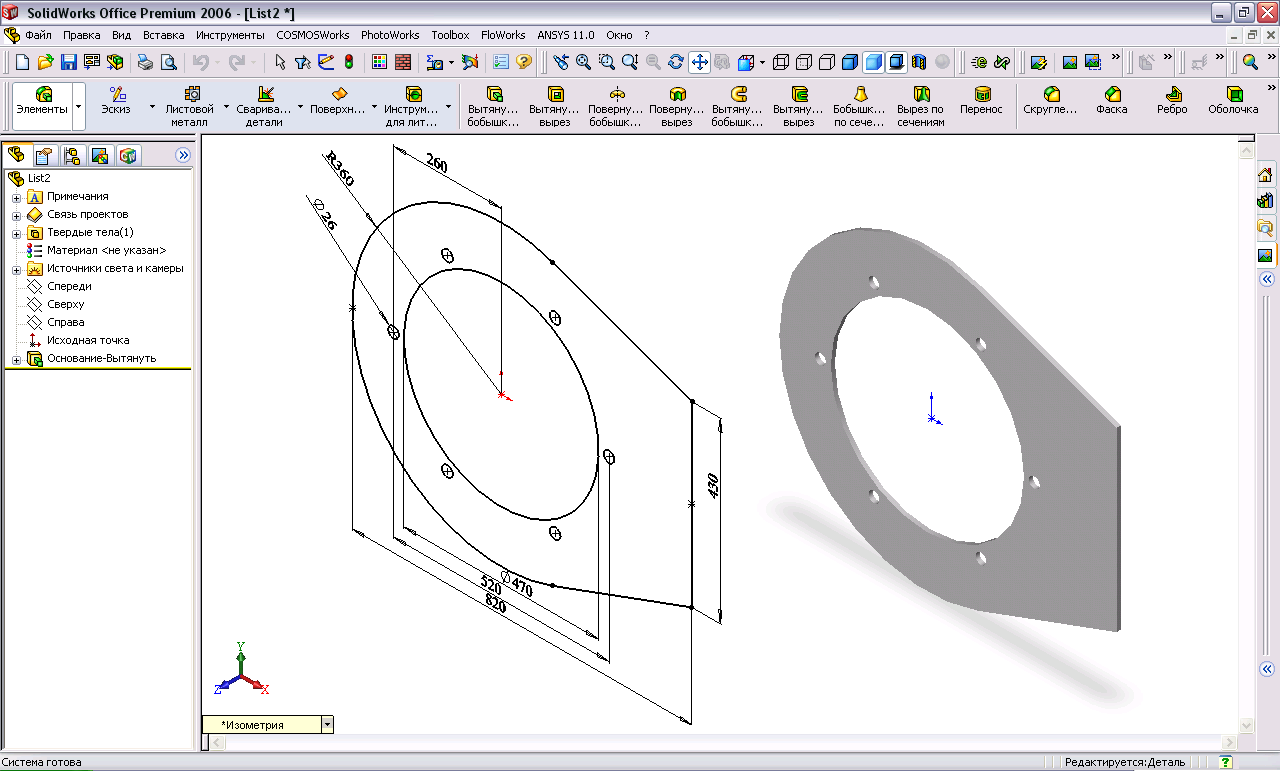 SolidWorks Office Premium 2006 - [List2 *]
Файл Правка Вид Вставка Инструменты COSMOSWorks PhotoWorks Toolbox FloWorks ANSYS 11.0 Окно ?
Элементы Эскиз Листовой металл Сварива... детали Поверхн... Инструм... для лит... Вытяну... бобышк... Вытяну... вырез Поверну... бобышк... Поверну... вырез Вытяну... бобышк... Вытяну... вырез Бобышк... по сече... Вырез по сечениям Перенос Скругле... Фаска Ребро Оболочка
List2
Примечания
Связь проектов
Твердые тела(1)
Материал <не указан>
Источники света и камеры
Спереди
Сверху
Справа
Исходная точка
Основание-Вытянуть
260
R360
∅26
430
∅470
520
820
Y
Z X
*Изометрия
Система готова Редактируется:Деталь